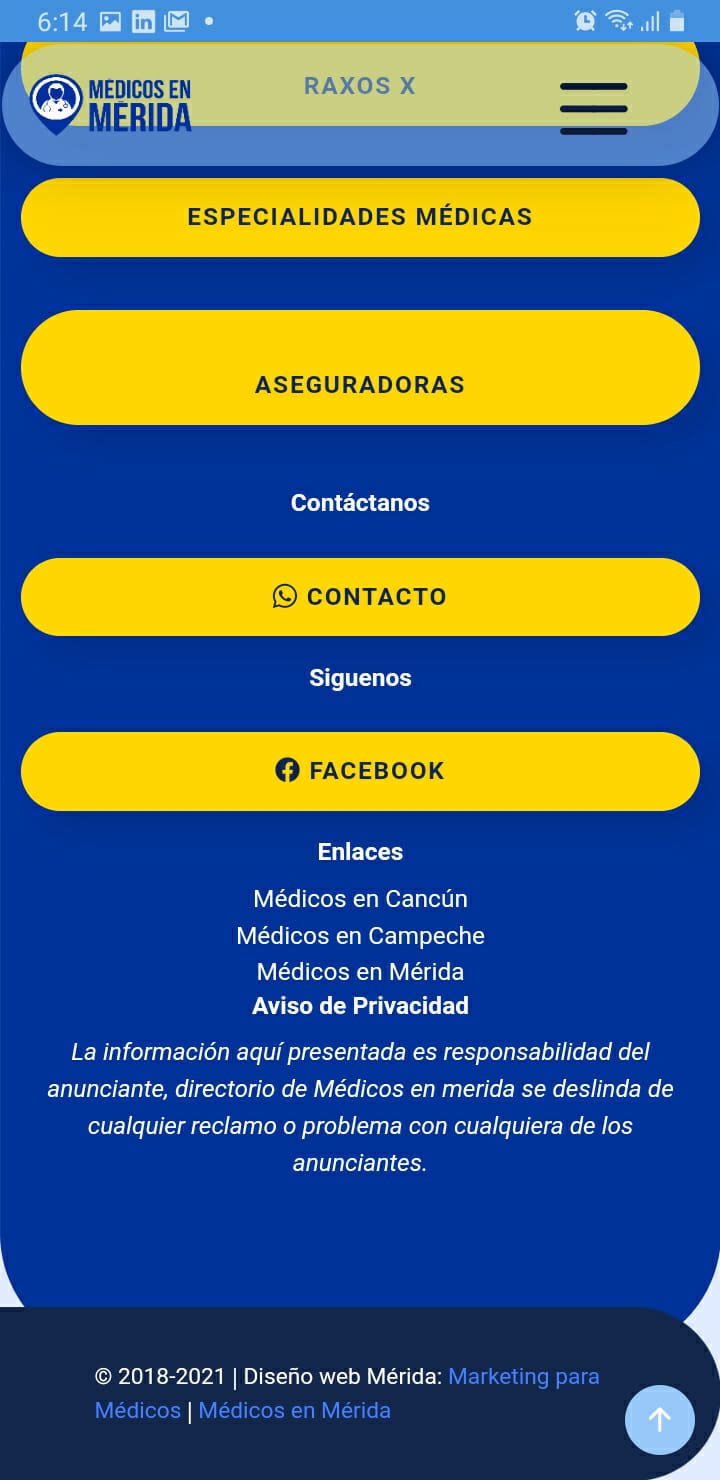 6:14
MÉDICOS EN
MÉRIDA
RAXOS X
ESPECIALIDADES MÉDICAS
ASEGURADORAS
Contáctanos
CONTACTO
Siguenos
FACEBOOK
Enlaces
Médicos en Cancún
Médicos en Campeche
Médicos en Mérida
Aviso de Privacidad
La información aquí presentada es responsabilidad del
anunciante, directorio de Médicos en merida se deslinda de
cualquier reclamo o problema con cualquiera de los
anunciantes.
© 2018-2021 | Diseño web Mérida: Marketing para
Médicos | Médicos en Mérida